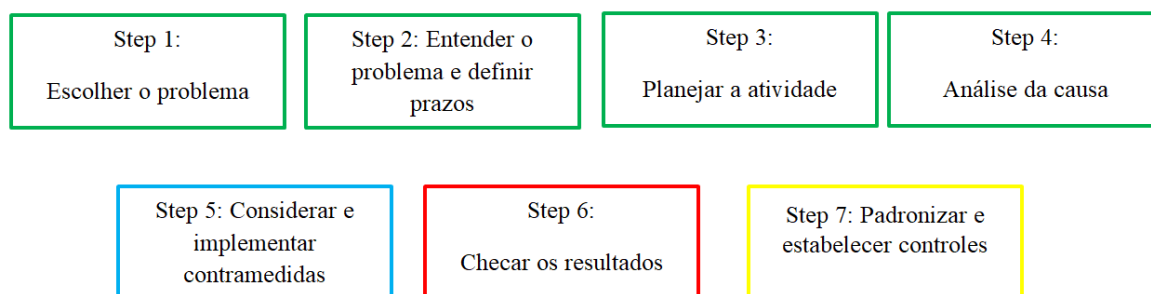 Step 1:
Escolher o problema
Step 2: Entender o
problema e definir
prazos
Step 3:
Planejar a atividade
Step 4:
Análise da causa
Step 5: Considerar e
implementar
contramedidas
Step 6:
Checar os resultados
Step 7: Padronizar e
estabelecer controles